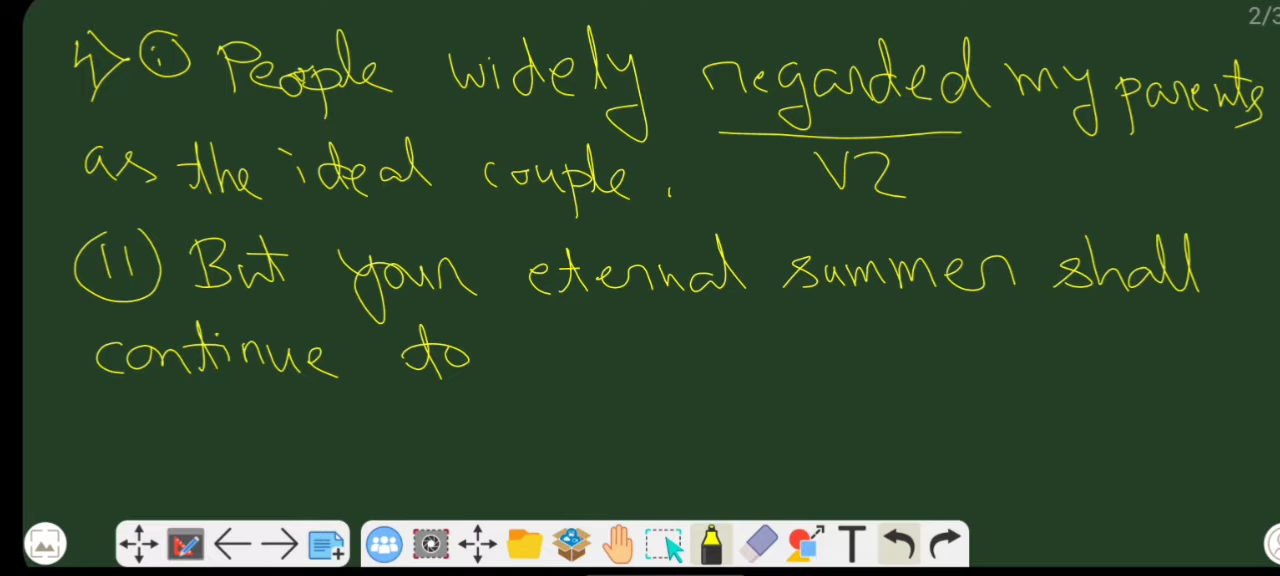 2/3
4> (i) People widely regarded my parents
V2
as the ideal couple.
(11) But your eternal summer shall
continue to
T